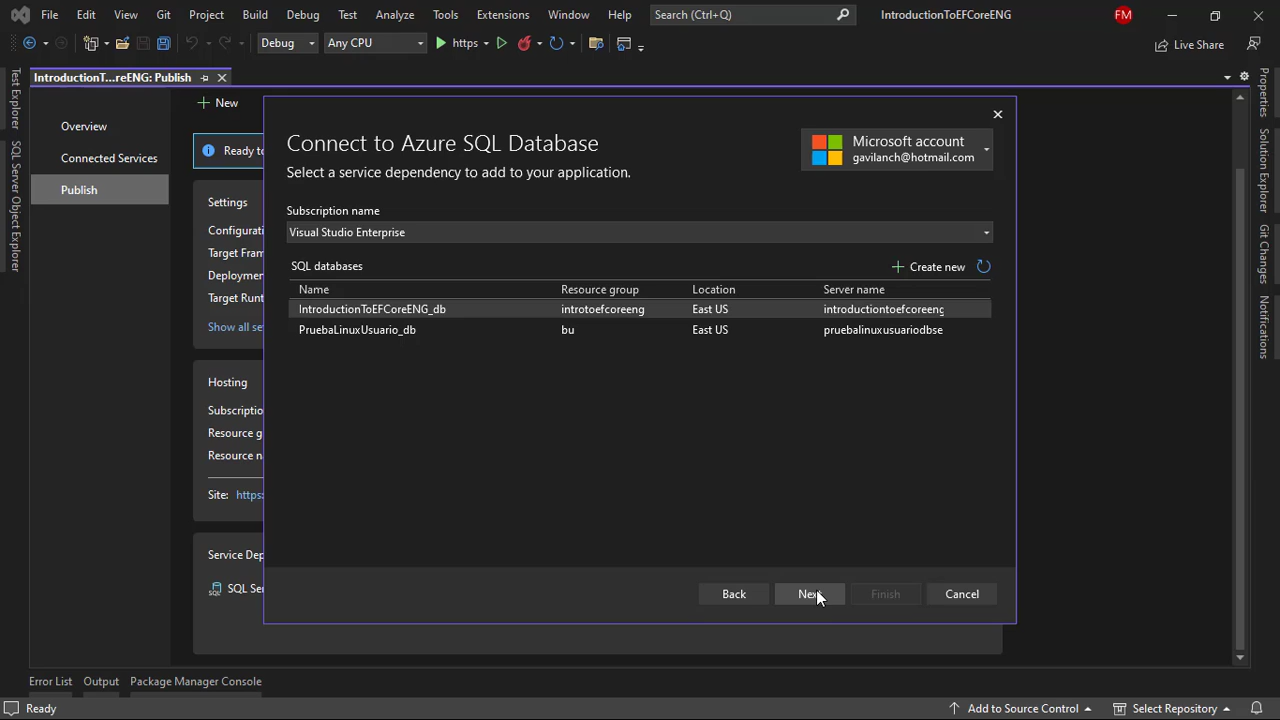 File Edit View Git Project Build Debug Test Analyze Tools Extensions Window Help Search (Ctrl+Q) IntroductionToEFCoreENG FM
Debug Any CPU https Live Share
IntroductionT...reENG: Publish
Test Explorer
SQL Server Object Explorer
Properties
Solution Explorer
Git Changes
Notifications
Overview
Connected Services
Publish
New
Ready to
Settings
Configurati
Target Fram
Deploymen
Target Runt
Show all set
Hosting
Subscriptio
Resource g
Resource n
Site: https:
Service Dep
SQL Ser
Connect to Azure SQL Database
Select a service dependency to add to your application.
Microsoft account
gavilanch@hotmail.com
Subscription name
Visual Studio Enterprise
SQL databases Create new
Name Resource group Location Server name
IntroductionToEFCoreENG_db introtoefcoreeng East US introductiontoefcoreeng
PruebaLinuxUsuario_db bu East US pruebalinuxusuariodbse
Back Next Finish Cancel
Error List Output Package Manager Console
Ready Add to Source Control Select Repository